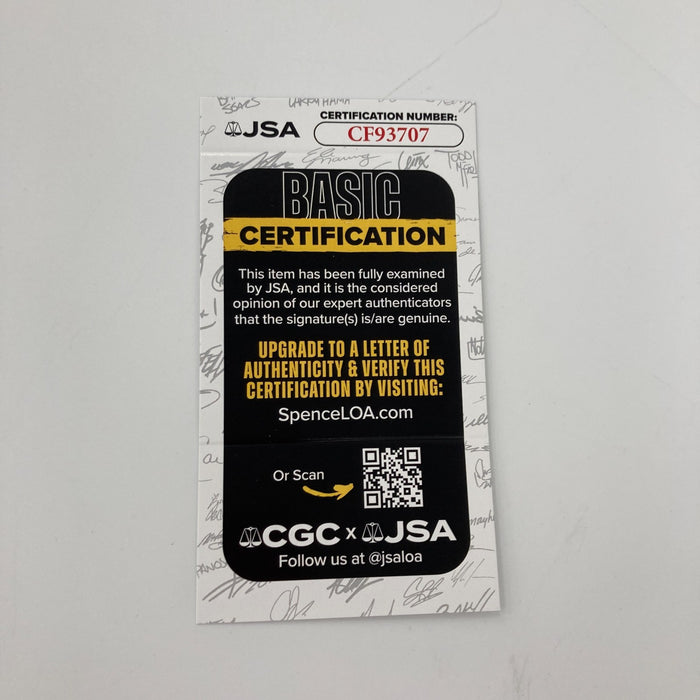 LARRY HAMA
JSA
CERTIFICATION NUMBER:
CF93707
BASIC
CERTIFICATION
This item has been fully examined
by JSA, and it is the considered
opinion of our expert authenticators
that the signature(s) is/are genuine.
UPGRADE TO A LETTER OF
AUTHENTICITY & VERIFY THIS
CERTIFICATION BY VISITING:
SpenceLOA.com
Or Scan
CGC x JSA
Follow us at @jsaloa